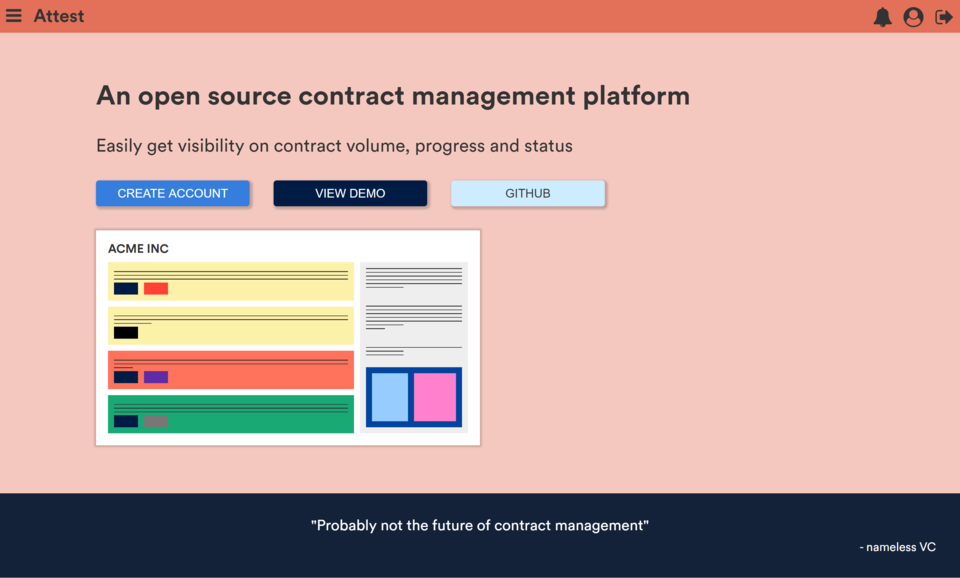 Attest
An open source contract management platform
Easily get visibility on contract volume, progress and status
CREATE ACCOUNT
VIEW DEMO
GITHUB
ACME INC
"Probably not the future of contract management"
- nameless VC